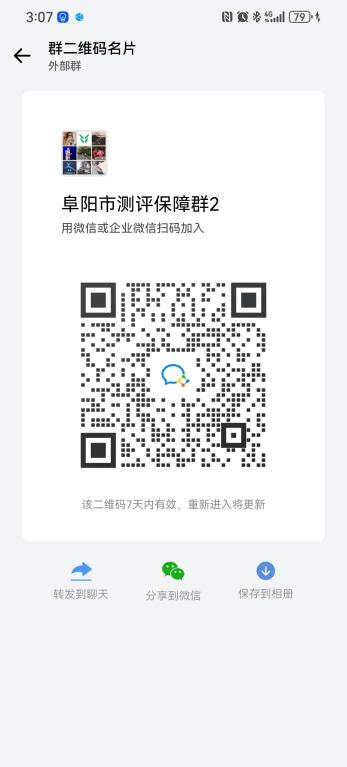 3:07
4G
79
群二维码名片
外部群
阜阳市测评保障群2
用微信或企业微信扫码加入
该二维码7天内有效，重新进入将更新
转发到聊天
分享到微信
保存到相册